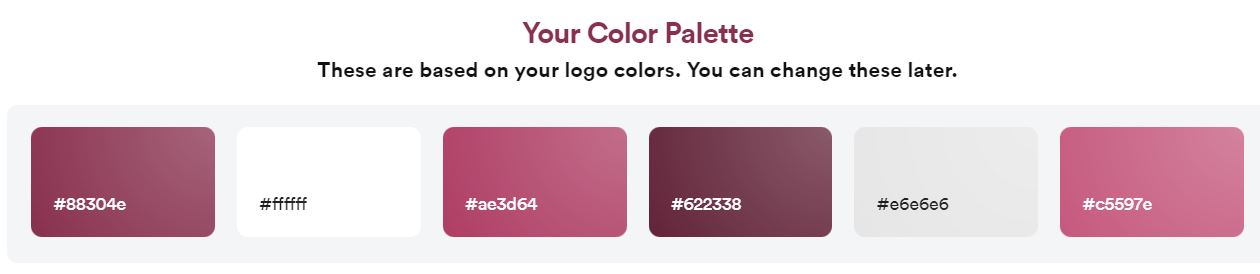 Your Color Palette
These are based on your logo colors. You can change these later.
#88304e #ffffff #ae3d64 #622338 #e6e6e6 #c5597e